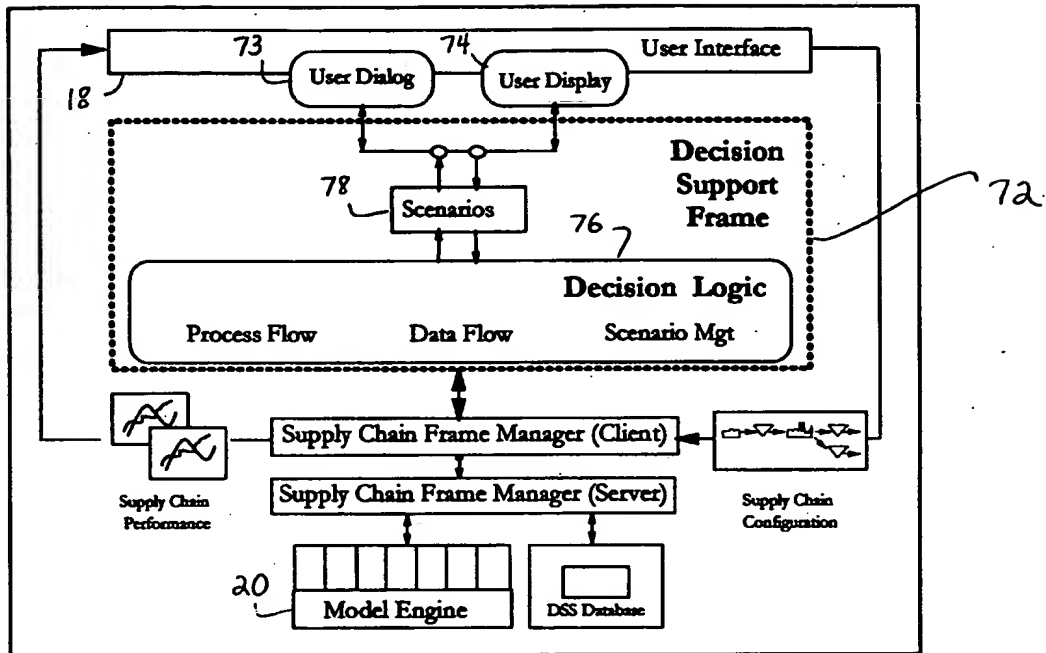 73
74
User Interface
User Dialog
User Display
18
Decision
Support
Frame
72
78
Scenarios
76
Decision Logic
Process Flow
Data Flow
Scenario Mgt
Supply Chain Frame Manager (Client)
Supply Chain Frame Manager (Server)
Supply Chain
Performance
Supply Chain
Configuration
20
Model Engine
DSS Database